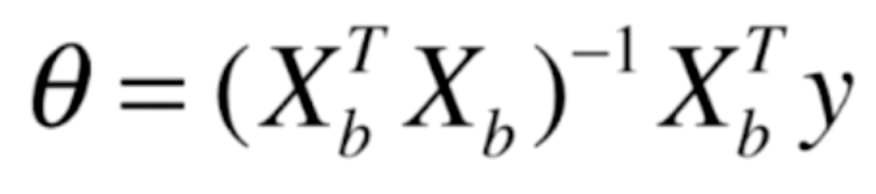 θ = (X_b^T X_b)^{-1} X_b^T y